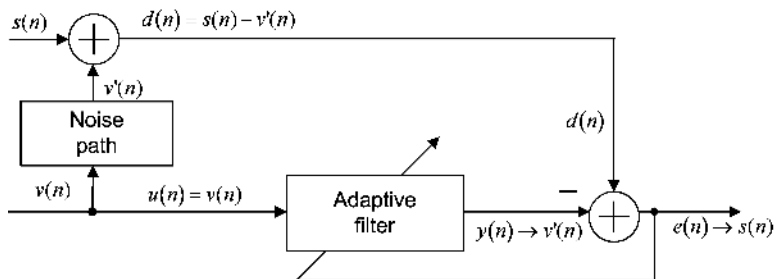 s(n)
d(n) = s(n) − v'(n)
v'(n)
Noise
path
d(n)
v(n)
u(n) = v(n)
Adaptive
filter
−
y(n) → v'(n)
e(n) → s(n)